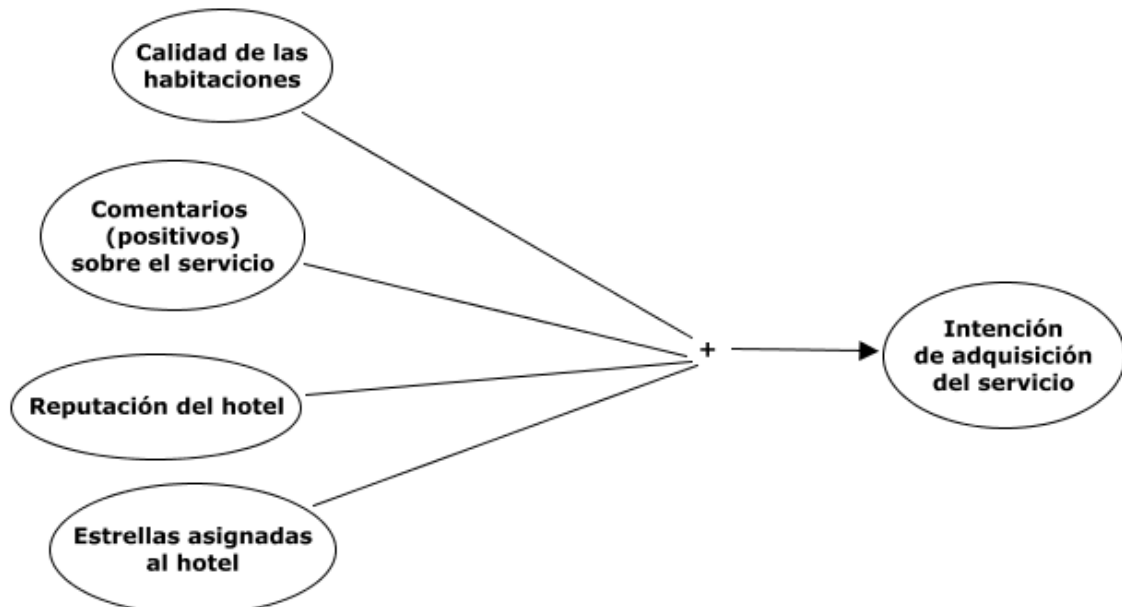 Calidad de las
habitaciones
Comentarios
(positivos)
sobre el servicio
Reputación del hotel
Estrellas asignadas
al hotel
+
Intención
de adquisición
del servicio